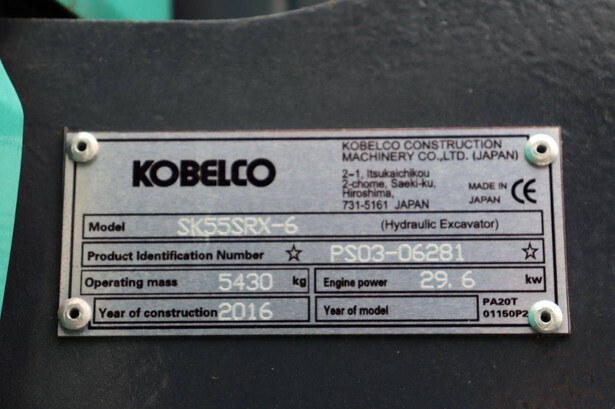 KOBELCO
KOBELCO CONSTRUCTION
MACHINERY CO.,LTD. (JAPAN)
2-1, Itsukaichikou
2-chome, Saeki-ku,
Hiroshima,
731-5161 JAPAN
MADE IN
JAPAN
CE
Model SK55SRX-6 (Hydraulic Excavator)
Product Identification Number ☆ PS03-06281 ☆
Operating mass 5430 kg Engine power 29.6 kw
Year of construction 2016 Year of model
PA20T
01150P2